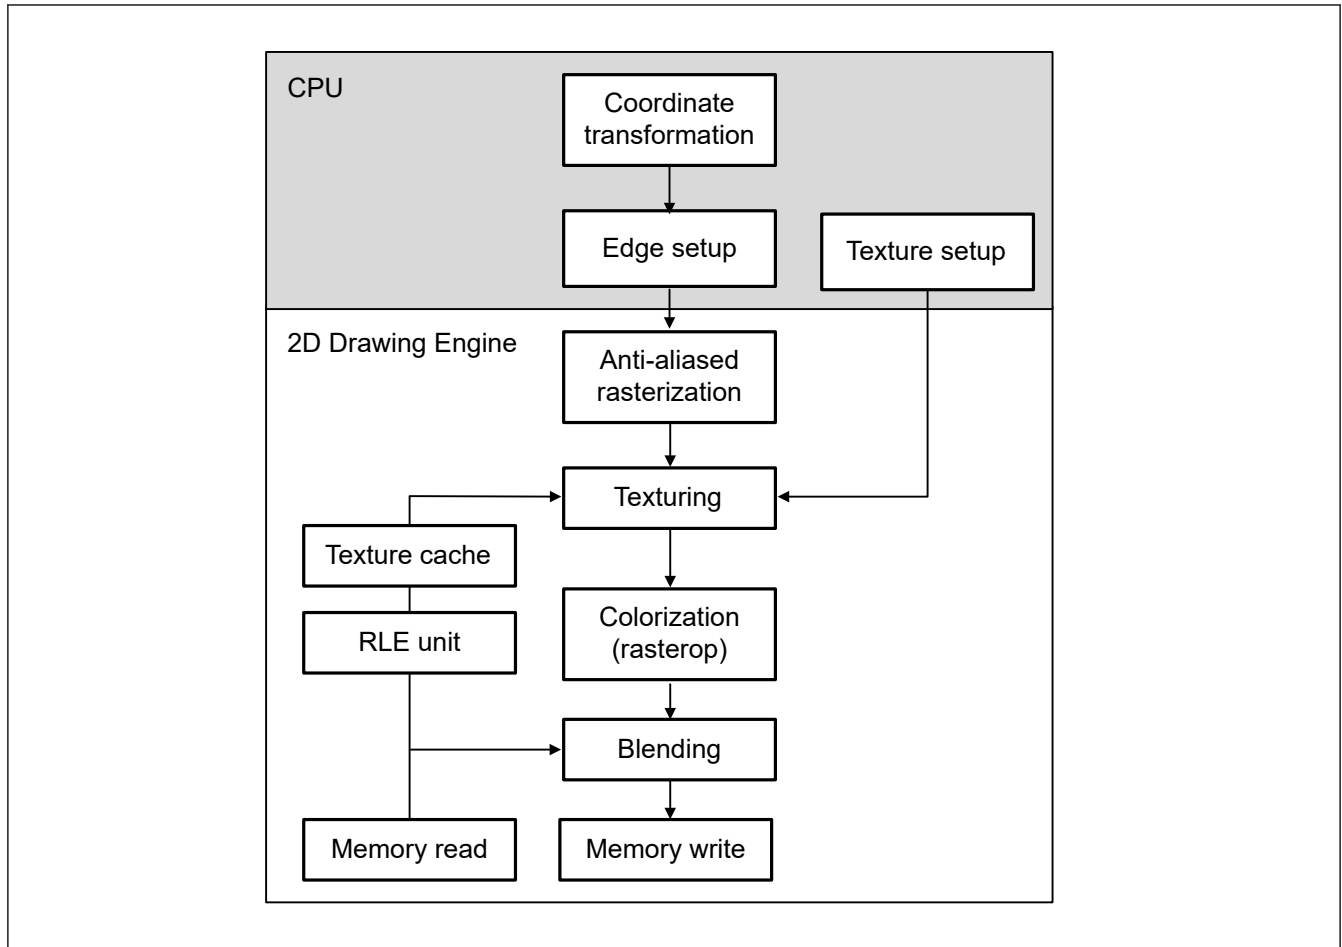 CPU
Coordinate
transformation
Edge setup
Texture setup
2D Drawing Engine
Anti-aliased
rasterization
Texturing
Texture cache
Colorization
(rasterop)
RLE unit
Blending
Memory read
Memory write